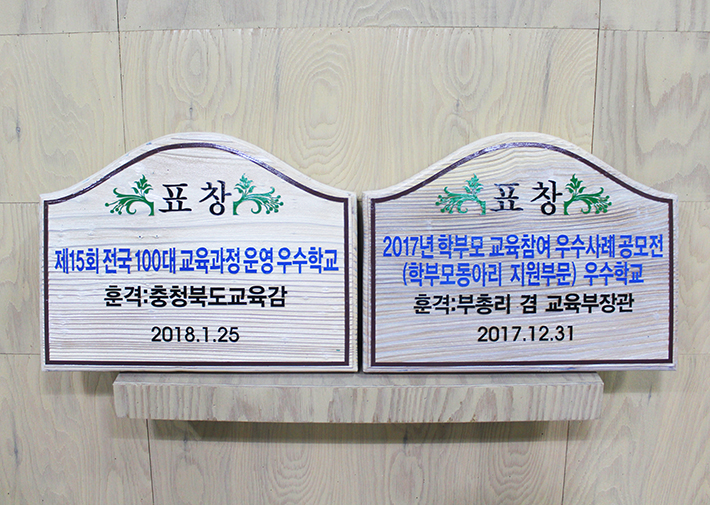 표창
제15회 전국 100대 교육과정 운영 우수학교
훈격:충청북도교육감
2018.1.25
표창
2017년 학부모 교육참여 우수사례 공모전
(학부모동아리 지원부문) 우수학교
훈격:부총리 겸 교육부장관
2017.12.31